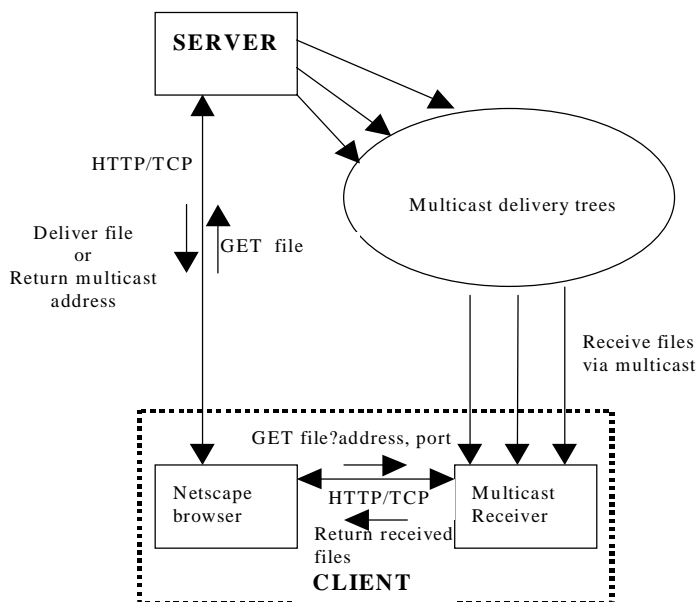 SERVER
HTTP/TCP
Multicast delivery trees
Deliver file
or
Return multicast
address
GET file
Receive files
via multicast
GET file?address, port
Netscape
browser
HTTP/TCP
Multicast
Receiver
Return received
files
CLIENT